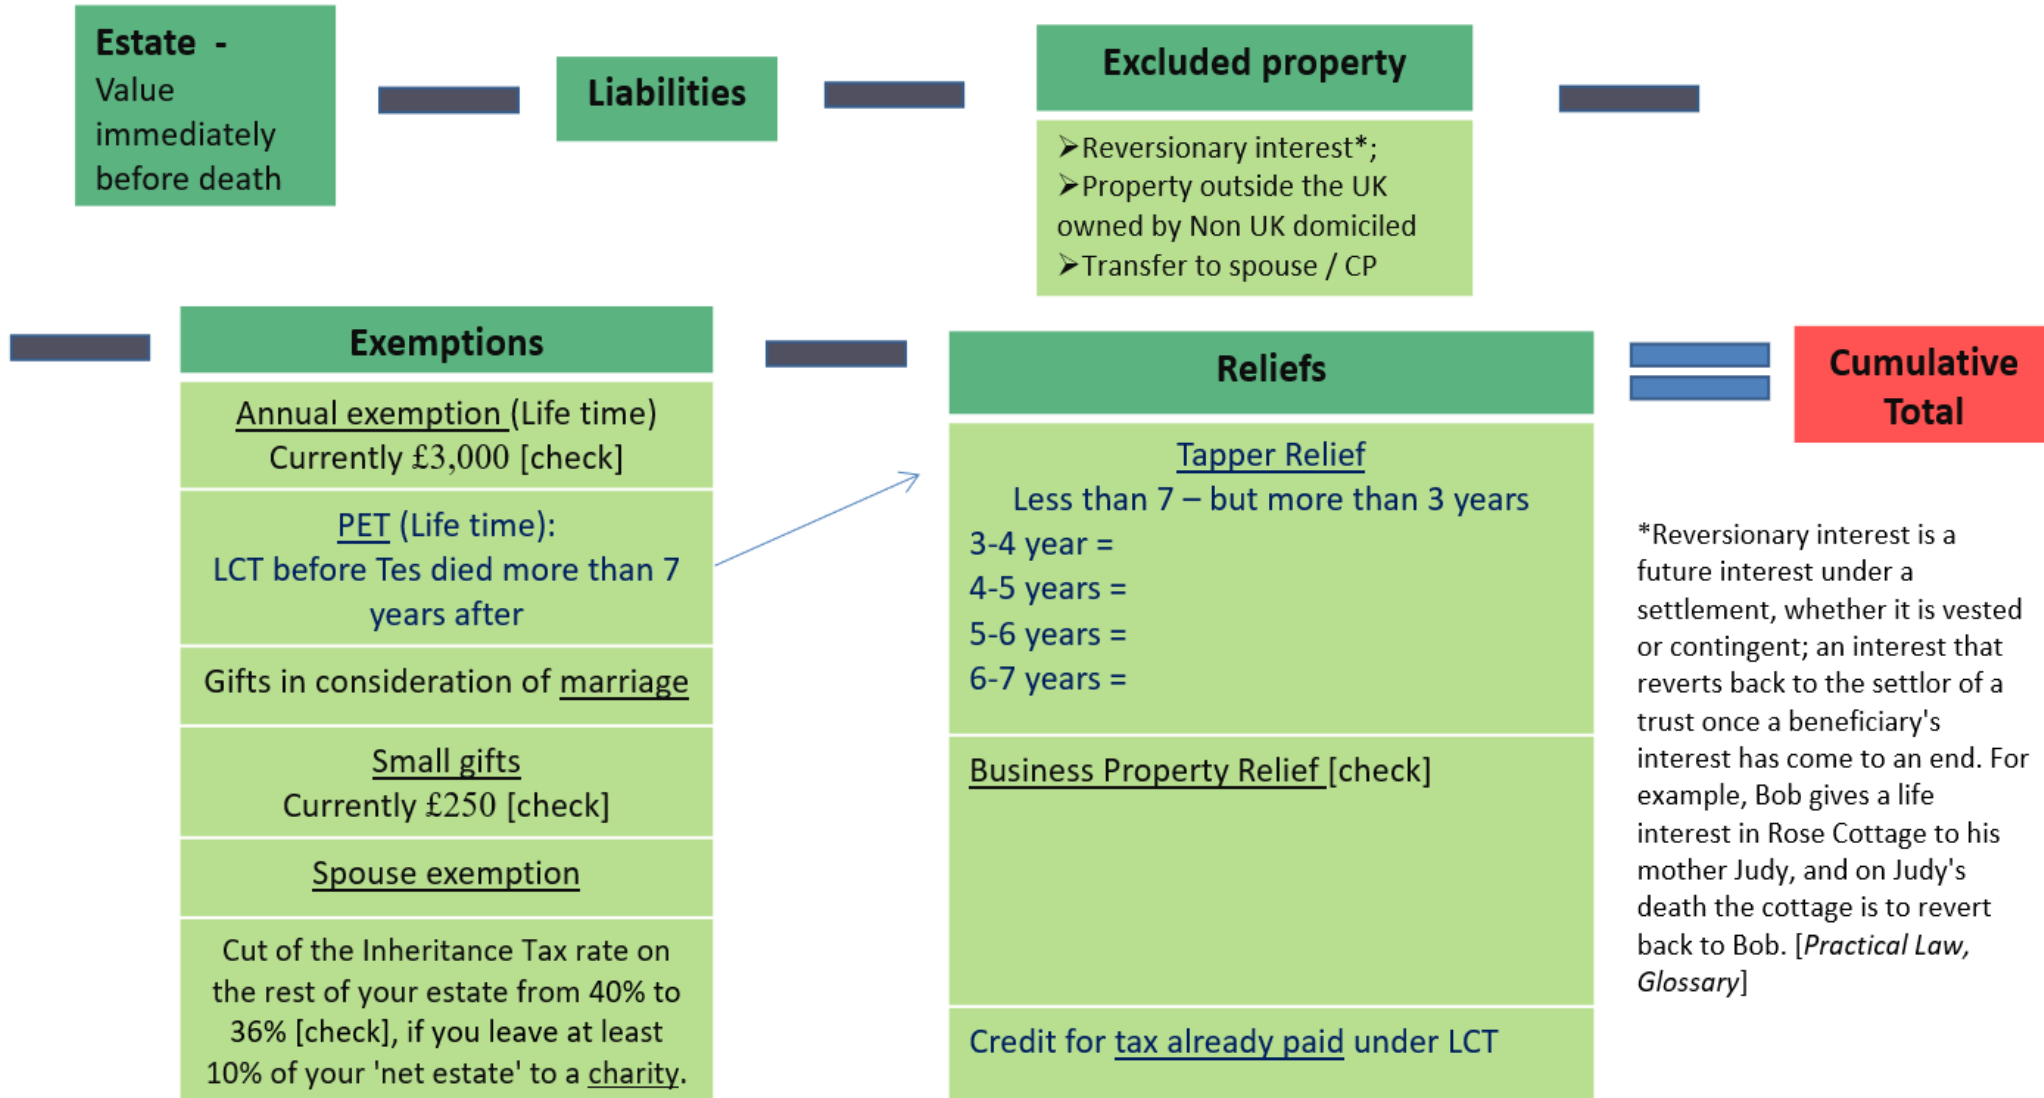 Estate -
Value
immediately
before death
Liabilities
Excluded property
➢Reversionary interest*;
➢Property outside the UK
owned by Non UK domiciled
➢Transfer to spouse / CP
Exemptions
Annual exemption (Life time)
Currently £3,000 [check]
PET (Life time):
LCT before Tes died more than 7
years after
Gifts in consideration of marriage
Small gifts
Currently £250 [check]
Spouse exemption
Cut of the Inheritance Tax rate on
the rest of your estate from 40% to
36% [check], if you leave at least
10% of your 'net estate' to a charity.
Reliefs
Tapper Relief
Less than 7 – but more than 3 years
3-4 year =
4-5 years =
5-6 years =
6-7 years =
Business Property Relief [check]
Credit for tax already paid under LCT
Cumulative
Total
*Reversionary interest is a
future interest under a
settlement, whether it is vested
or contingent; an interest that
reverts back to the settlor of a
trust once a beneficiary's
interest has come to an end. For
example, Bob gives a life
interest in Rose Cottage to his
mother Judy, and on Judy's
death the cottage is to revert
back to Bob. [Practical Law,
Glossary]